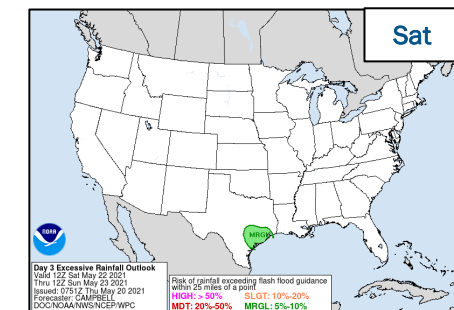 Sat
MRGL
NOAA
Day 3 Excessive Rainfall Outlook
Valid 12Z Sat May 22 2021
Thru 12Z Sun May 23 2021
Issued: 0751Z Thu May 20 2021
Forecaster: CAMPBELL
DOC/NOAA/NWS/NCEP/WPC
Risk of rainfall exceeding flash flood guidance
within 25 miles of a point
HIGH: > 50% SLGT: 10%-20%
MDT: 20%-50% MRGL: 5%-10%